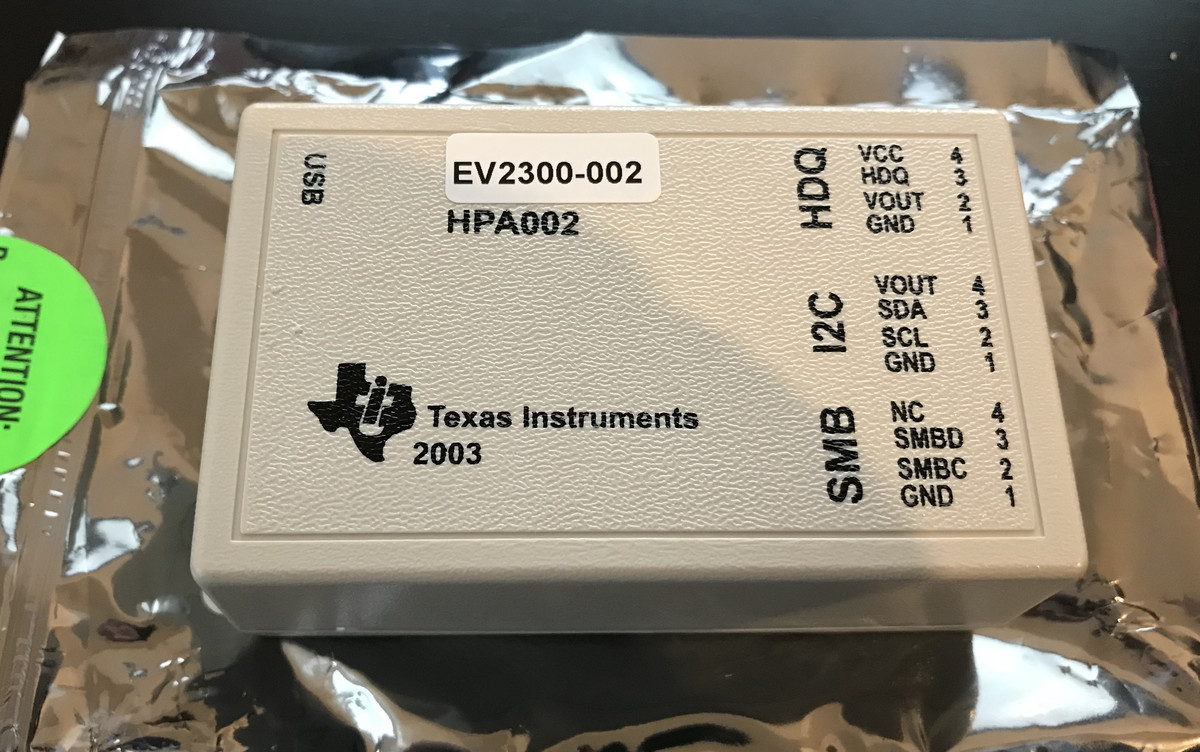 USB
EV2300-002
HPA002
Texas Instruments
2003
HDQ
VCC 4
HDQ 3
VOUT 2
GND 1
I2C
VOUT 4
SDA 3
SCL 2
GND 1
SMB
NC 4
SMBD 3
SMBC 2
GND 1
ATTENTION